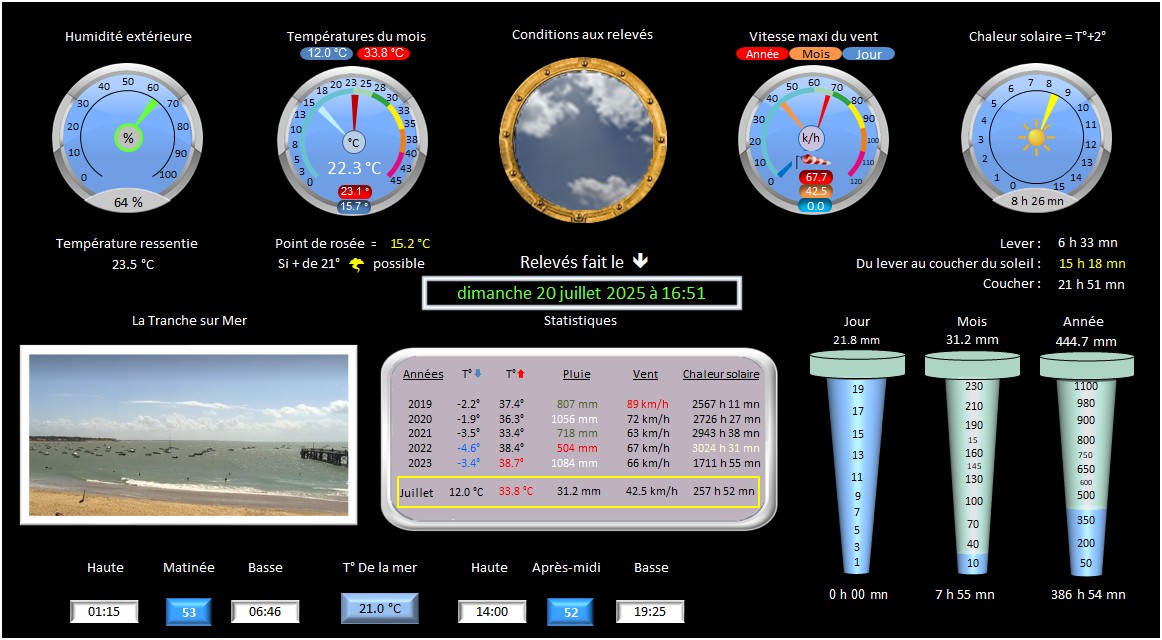 Humidité extérieure
Températures du mois
Conditions aux relevés
Vitesse maxi du vent
Chaleur solaire = T°+2°
12.0 °C 33.8 °C
Année Mois Jour
0 10 20 30 40 50 60 70 80 90 100
%
64 %
0 3 5 8 10 13 15 18 20 23 25 28 30 33 35 38 40 43 45
°C
22.3 °C
23.1 °
15.7 °
0 10 20 30 40 50 60 70 80 90 100 110 120
k/h
67.7
42.5
0.0
0 1 2 3 4 5 6 7 8 9 10 11 12 13 14 15
8 h 26 mn
Température ressentie
23.5 °C
Point de rosée = 15.2 °C
Si + de 21° possible
Relevés fait le
dimanche 20 juillet 2025 à 16:51
Lever : 6 h 33 mn
Du lever au coucher du soleil : 15 h 18 mn
Coucher : 21 h 51 mn
La Tranche sur Mer
Statistiques
Années T° T° Pluie Vent Chaleur solaire
2019 -2.2° 37.4° 807 mm 89 km/h 2567 h 11 mn
2020 -1.9° 36.3° 1056 mm 72 km/h 2726 h 27 mn
2021 -3.5° 33.4° 718 mm 63 km/h 2943 h 38 mn
2022 -4.6° 38.4° 504 mm 67 km/h 3024 h 31 mn
2023 -3.4° 38.7° 1084 mm 66 km/h 1711 h 55 mn
Juillet 12.0 °C 33.8 °C 31.2 mm 42.5 km/h 257 h 52 mn
Jour
21.8 mm
19
17
15
13
11
9
7
5
3
1
0 h 00 mn
Mois
31.2 mm
230
210
190
15
160
145
130
100
70
40
10
7 h 55 mn
Année
444.7 mm
1100
980
900
800
750
650
600
500
350
200
50
386 h 54 mn
Haute Matinée Basse T° De la mer Haute Après-midi Basse
01:15 53 06:46 21.0 °C 14:00 52 19:25